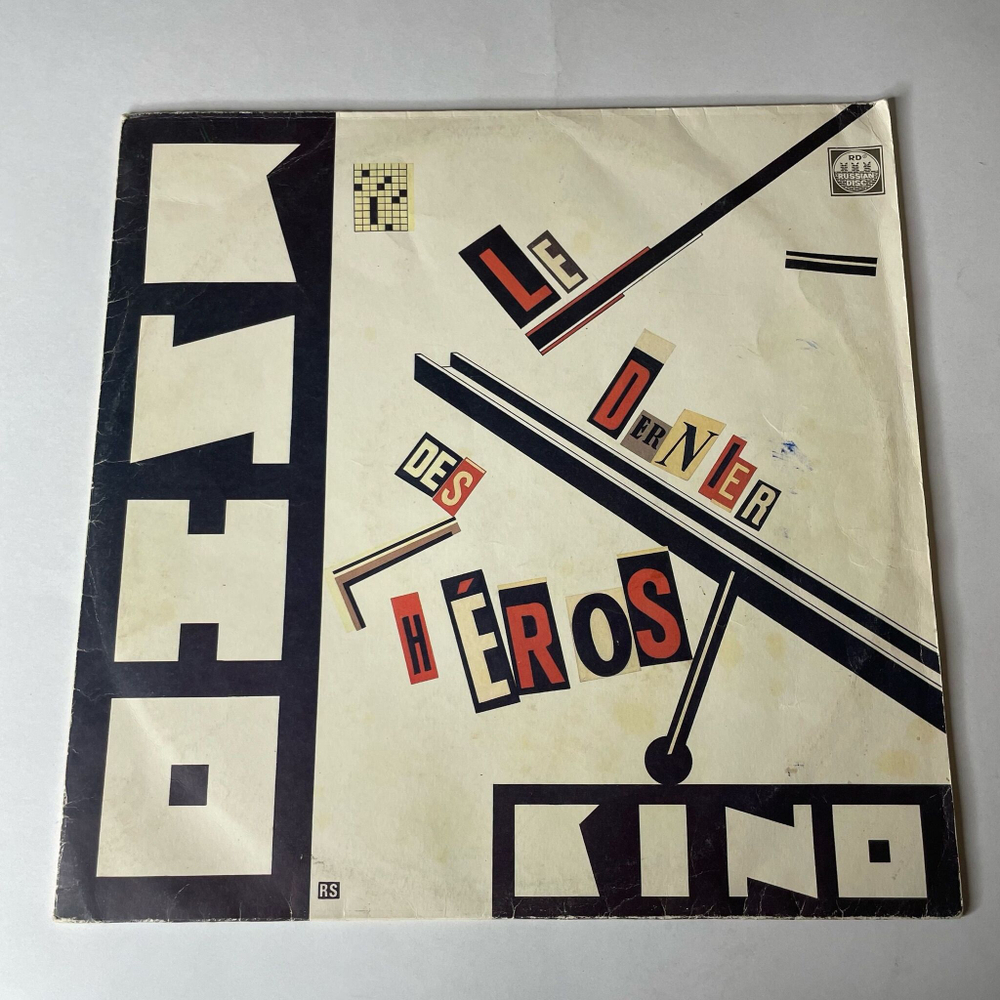 КИНО
RD
RUSSIAN
DISC
LE
DERNIER
DES
HÉROS
RS
KINO